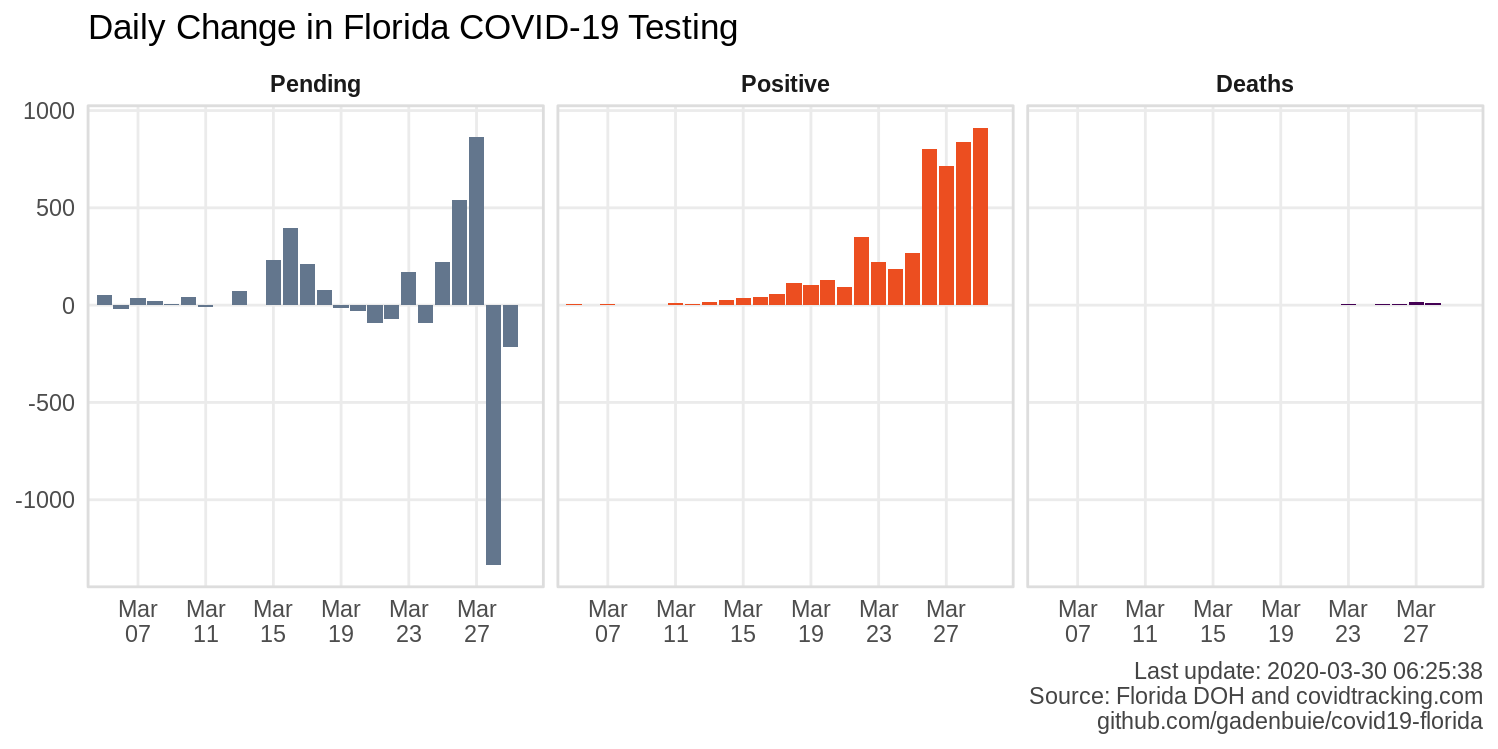 Daily Change in Florida COVID-19 Testing
Pending
Positive
Deaths
1000
500
0
-500
-1000
Mar Mar Mar Mar Mar Mar
07 11 15 19 23 27
Mar Mar Mar Mar Mar Mar
07 11 15 19 23 27
Mar Mar Mar Mar Mar Mar
07 11 15 19 23 27
Last update: 2020-03-30 06:25:38
Source: Florida DOH and covidtracking.com
github.com/gadenbuie/covid19-florida